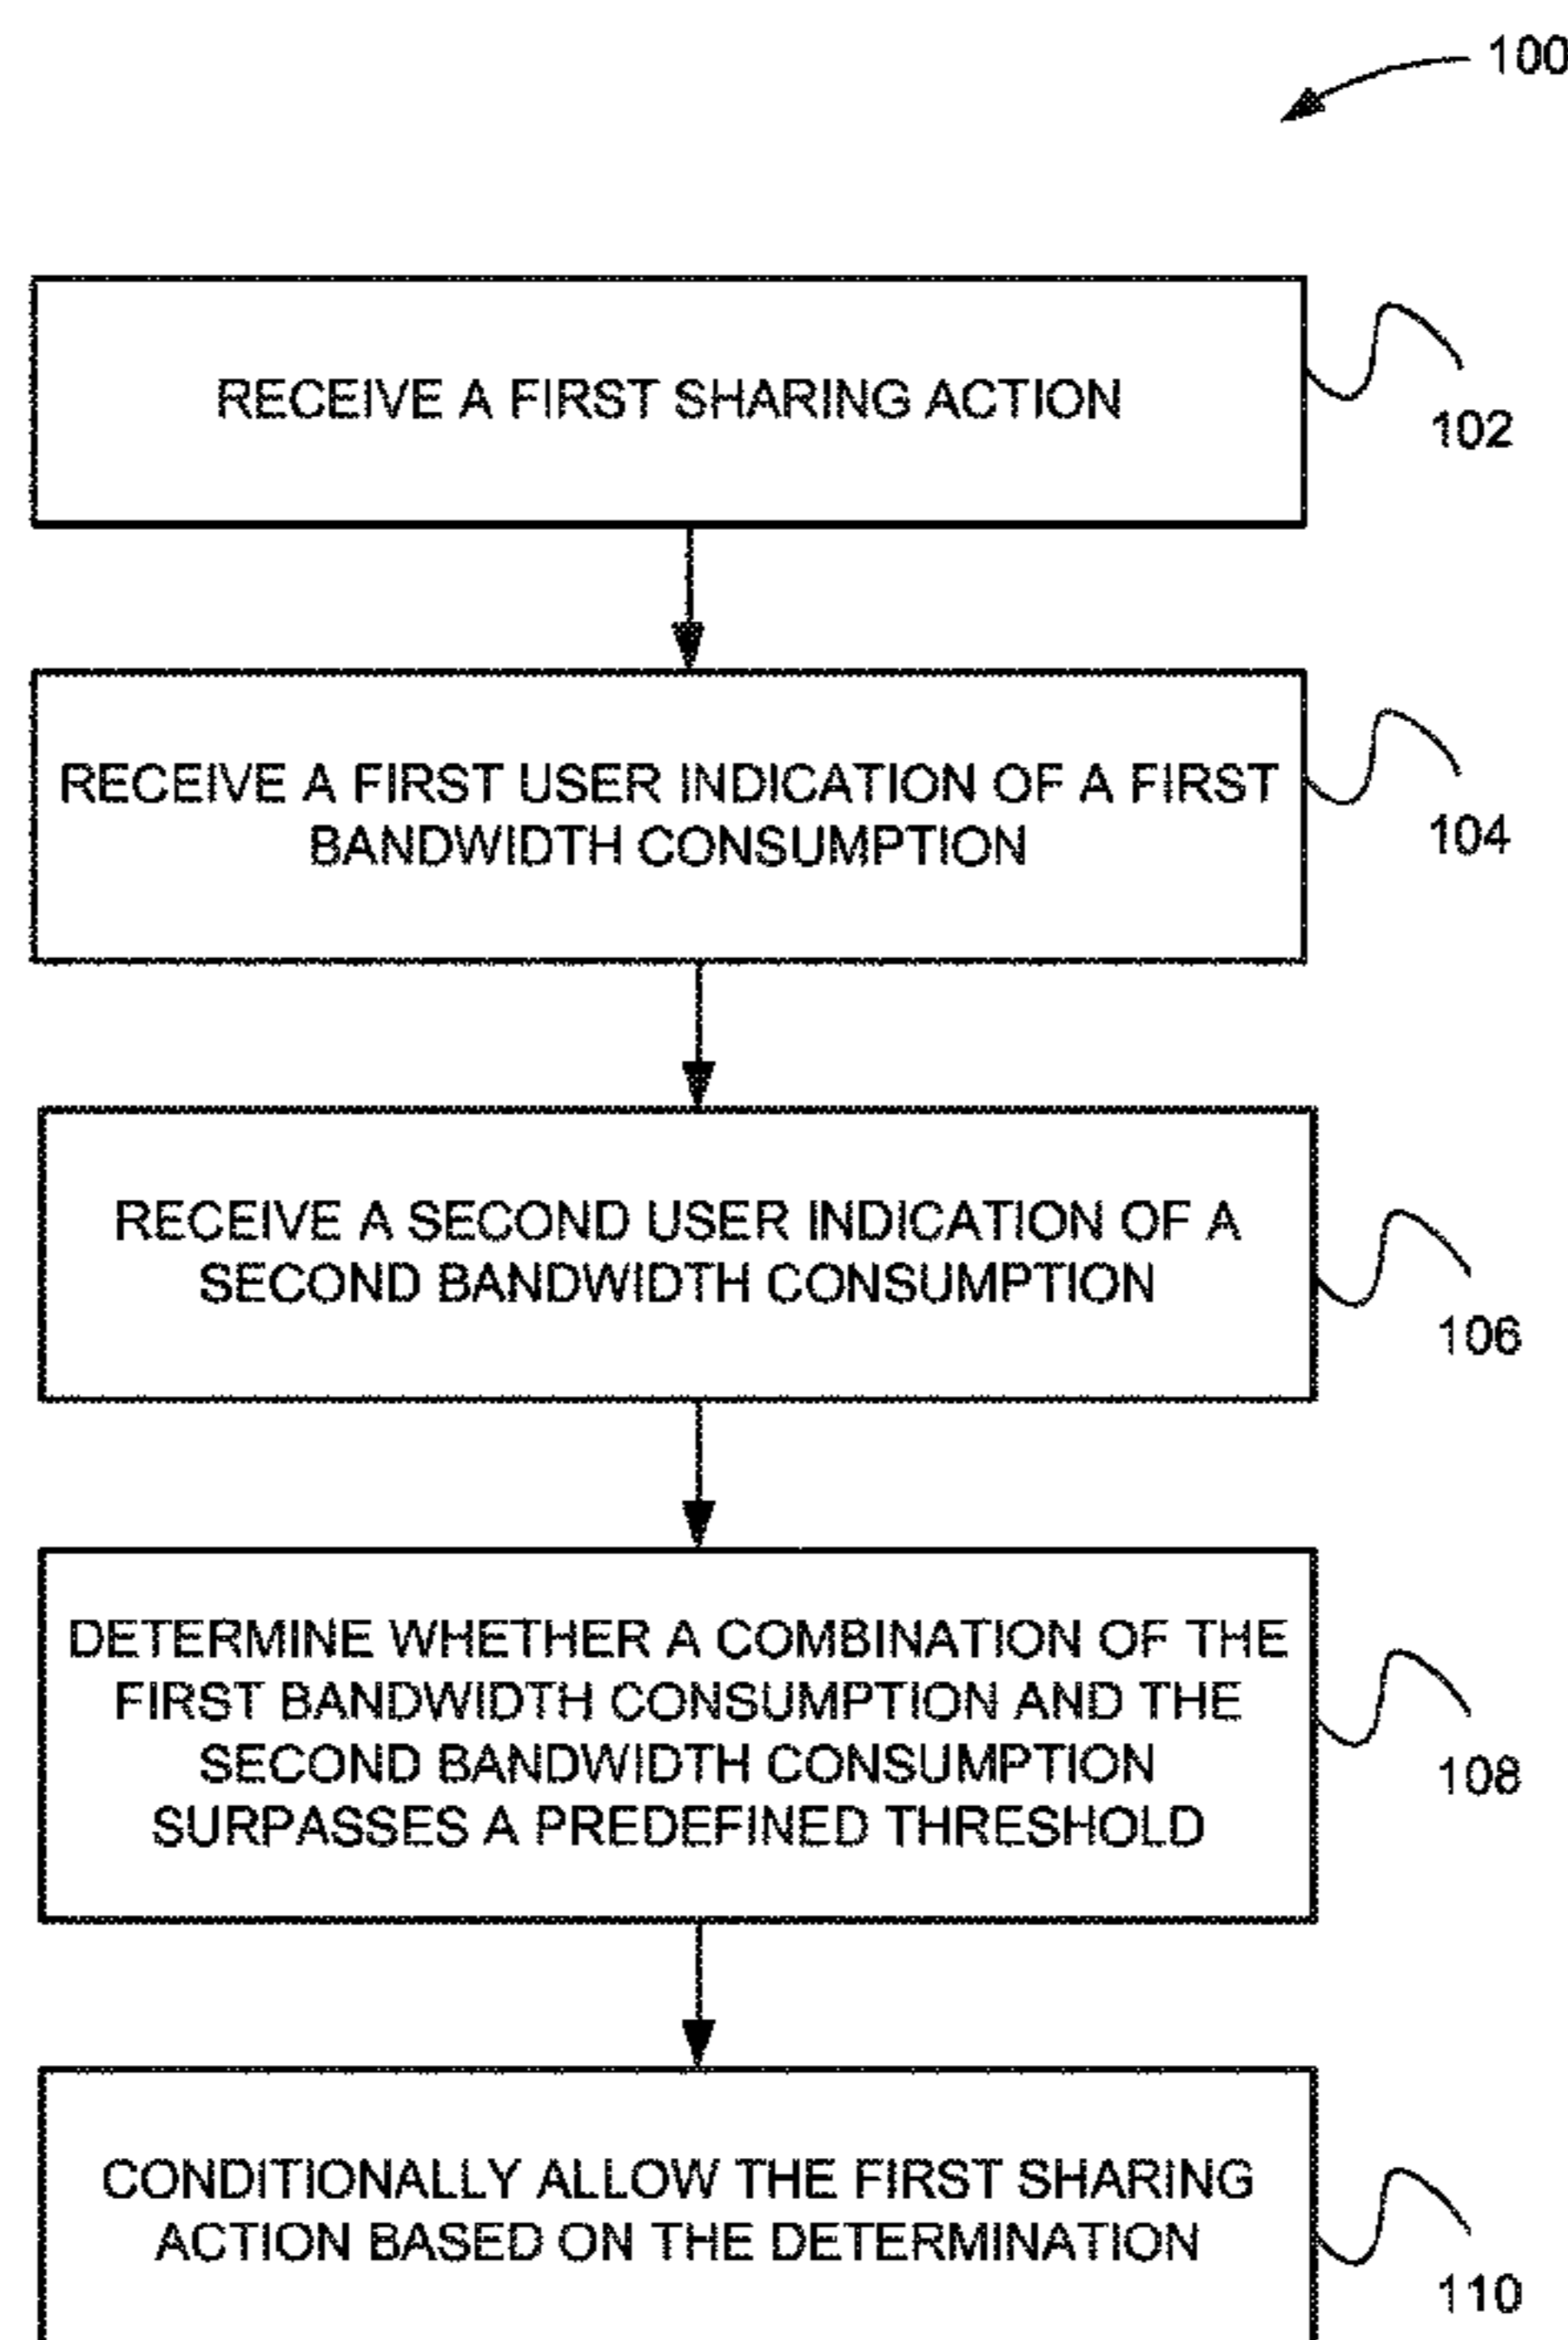 100
RECEIVE A FIRST SHARING ACTION
102
RECEIVE A FIRST USER INDICATION OF A FIRST
BANDWIDTH CONSUMPTION
104
RECEIVE A SECOND USER INDICATION OF A
SECOND BANDWIDTH CONSUMPTION
106
DETERMINE WHETHER A COMBINATION OF THE
FIRST BANDWIDTH CONSUMPTION AND THE
SECOND BANDWIDTH CONSUMPTION
SURPASSES A PREDEFINED THRESHOLD
108
CONDITIONALLY ALLOW THE FIRST SHARING
ACTION BASED ON THE DETERMINATION
110